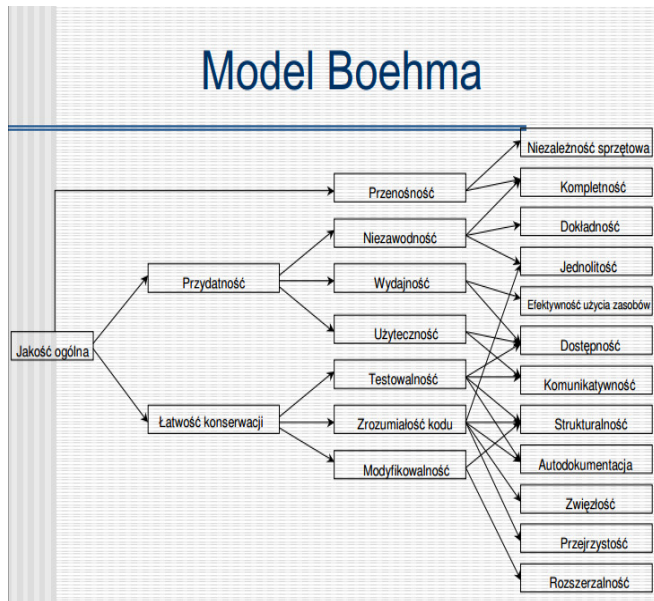 Model Boehma
Niezależność sprzętowa
Przenośność
Kompletność
Niezawodność
Dokładność
Jednolitość
Przydatność
Wydajność
Efektywność użycia zasobów
Jakość ogólna
Użyteczność
Dostępność
Testowalność
Komunikatywność
Łatwość konserwacji
Zrozumiałość kodu
Strukturalność
Modyfikowalność
Autodokumentacja
Zwięzłość
Przejrzystość
Rozszerzalność